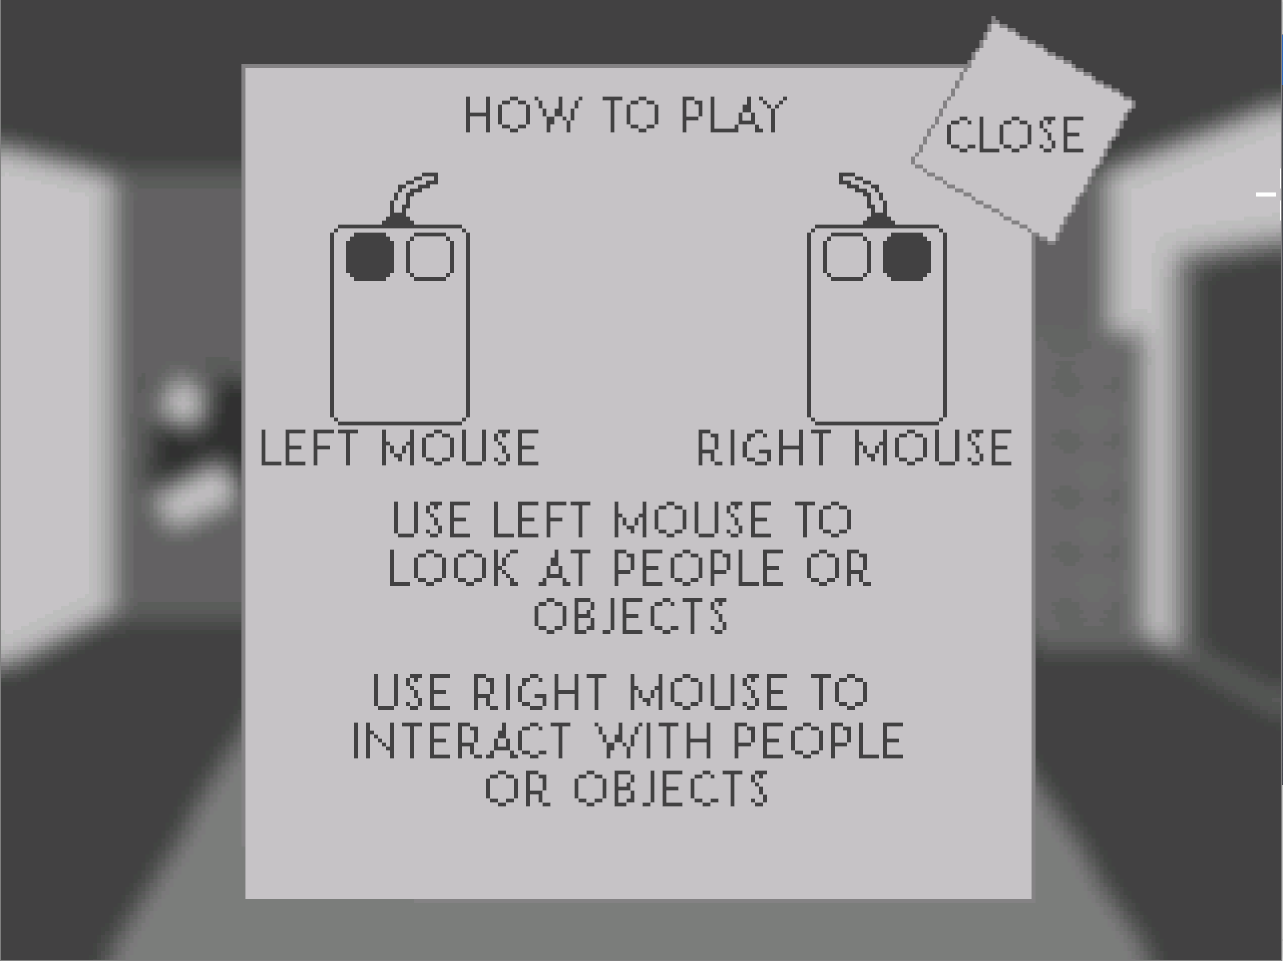 HOW TO PLAY
CLOSE
LEFT MOUSE
RIGHT MOUSE
USE LEFT MOUSE TO
LOOK AT PEOPLE OR
OBJECTS
USE RIGHT MOUSE TO
INTERACT WITH PEOPLE
OR OBJECTS